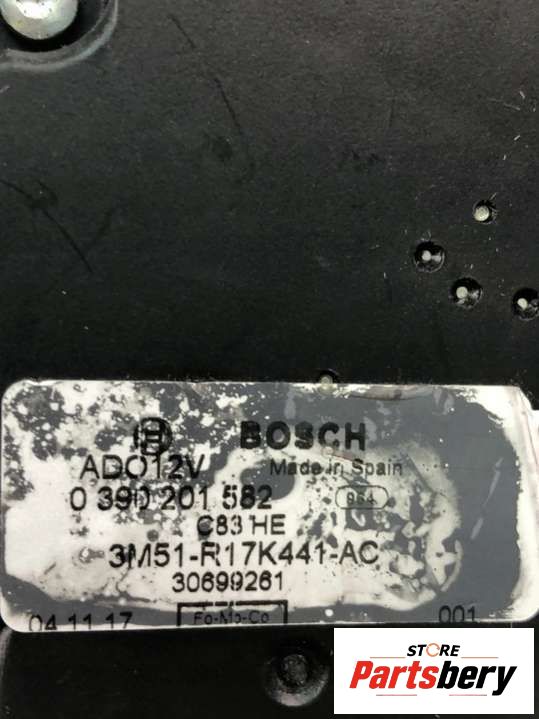 BOSCH
ADO12V Made in Spain
0 390 201 582 964
C83 HE
3M51-R17K441-AC
30699261
04.11.17 Fo-Mo-Co 001
STORE
Partsbery